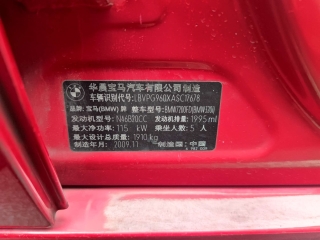 华晨宝马汽车有限公司制造
车辆识别代号: LBVPG960XASC17678
品牌: 宝马(BMW)牌 整车型号: BMW7200FD(BMW320i)
发动机型号: N46B20CC 发动机排量: 1995 ml
最大净功率: 115 kW 乘坐人数: 5 人
最大设计总质量: 1910 kg
制造年月: 2009.11 制造国: 中国